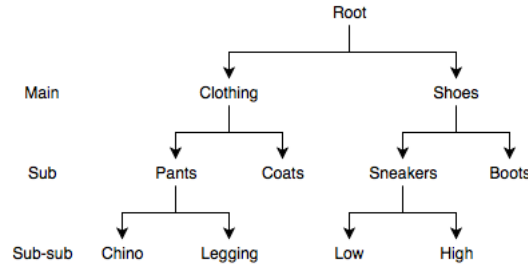 Root
Main Clothing Shoes
Sub Pants Coats Sneakers Boots
Sub-sub Chino Legging Low High